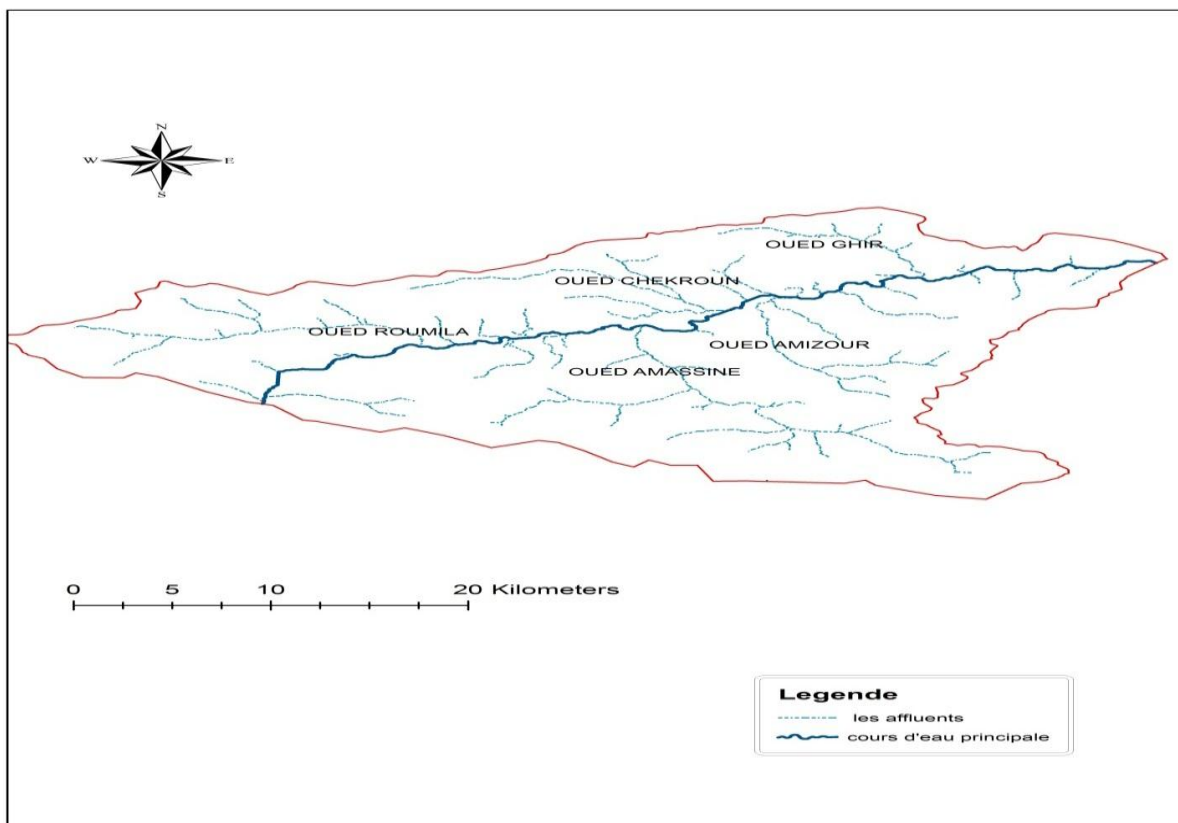 N
W E
S
OUED GHIR
OUED CHEKROUN
OUED ROUMILA
OUED AMIZOUR
OUED AMASSINE
0 5 10 20 Kilometers
Legende
les affluents
cours d'eau principale